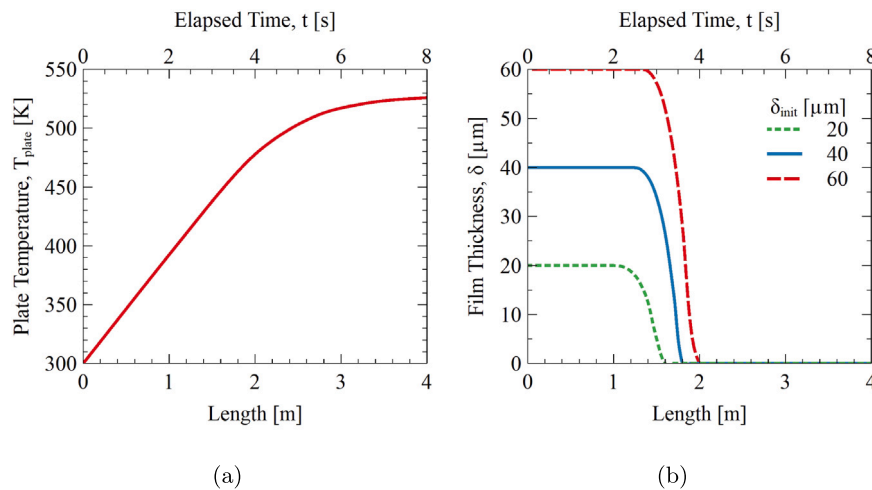 Elapsed Time, t [s]
0 2 4 6 8
550
500
450
400
350
300
Plate Temperature, T_plate [K]
0 1 2 3 4
Length [m]
(a)
Elapsed Time, t [s]
0 2 4 6 8
60
50
40
30
20
10
0
Film Thickness, δ [μm]
δ_init [μm]
20
40
60
0 1 2 3 4
Length [m]
(b)